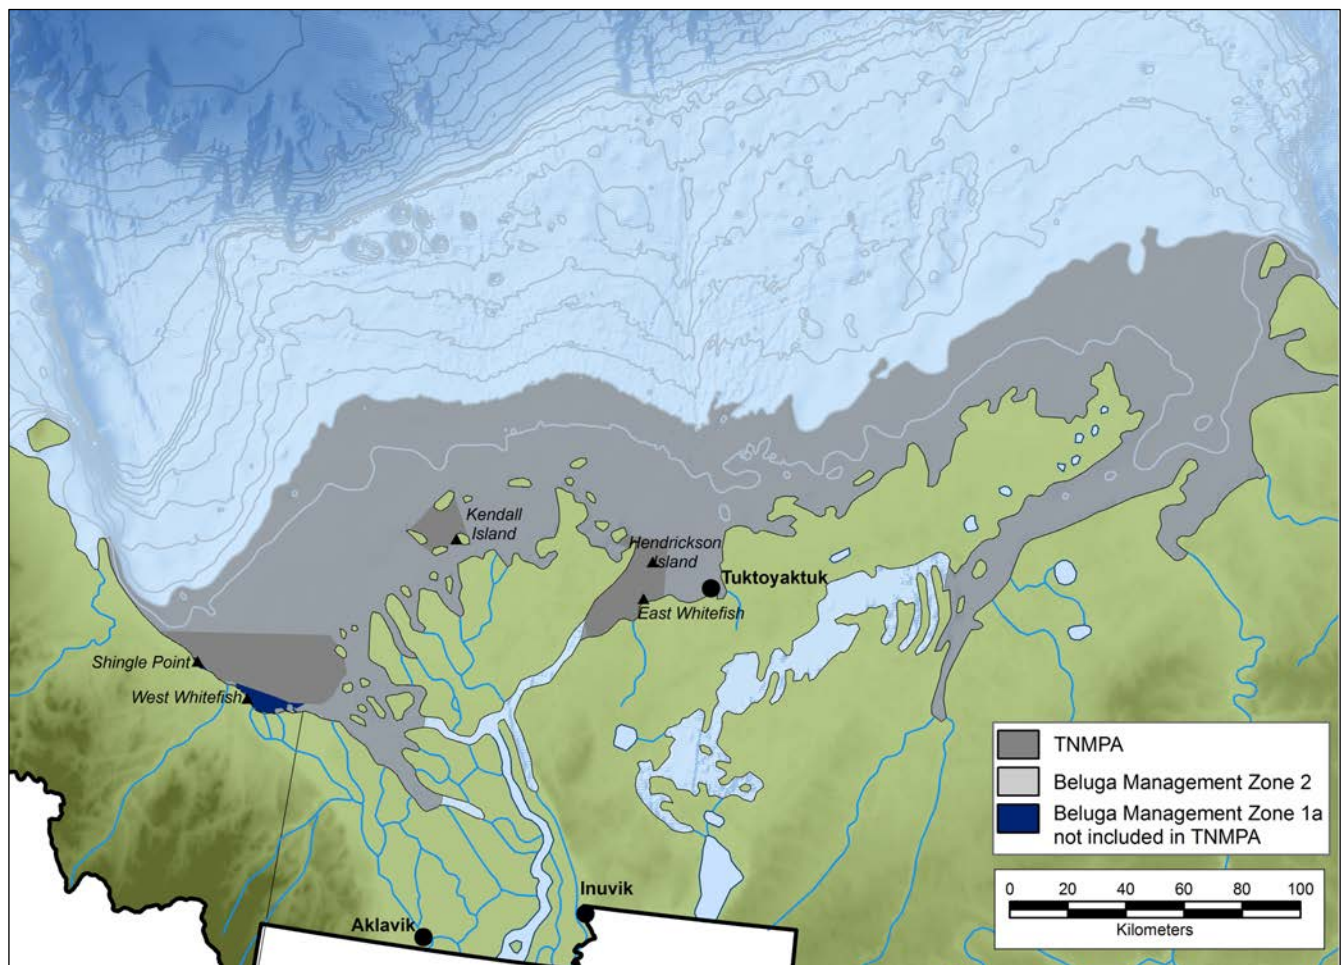 Kendall
Island
Hendrickson
Island
Tuktoyaktuk
East Whitefish
Shingle Point
West Whitefish
Inuvik
Aklavik
TNMPA
Beluga Management Zone 2
Beluga Management Zone 1a
not included in TNMPA
0 20 40 60 80 100
Kilometers